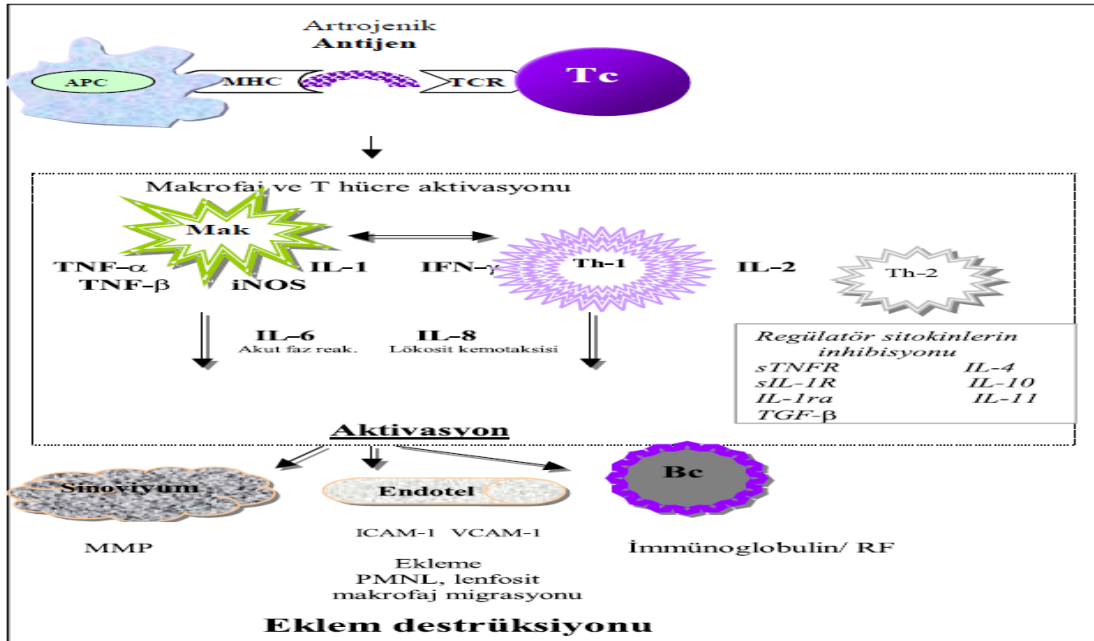 Artrojenik
Antijen
APC
MHC
TCR
Tc
Makrofaj ve T hücre aktivasyonu
Mak
TNF-α
IL-1
IFN-γ
Th-1
IL-2
Th-2
TNF-β
iNOS
IL-6
Akut faz reak.
IL-8
Lökosit kemotaksisi
Regülatör sitokinlerin
inhibisyonu
sTNFR IL-4
sIL-1R IL-10
IL-1ra IL-11
TGF-β
Aktivasyon
Sinoviyum
Endotel
Bc
MMP
ICAM-1 VCAM-1
İmmünoglobulin/ RF
Ekleme
PMNL, lenfosit
makrofaj migrasyonu
Eklem destrüksiyonu